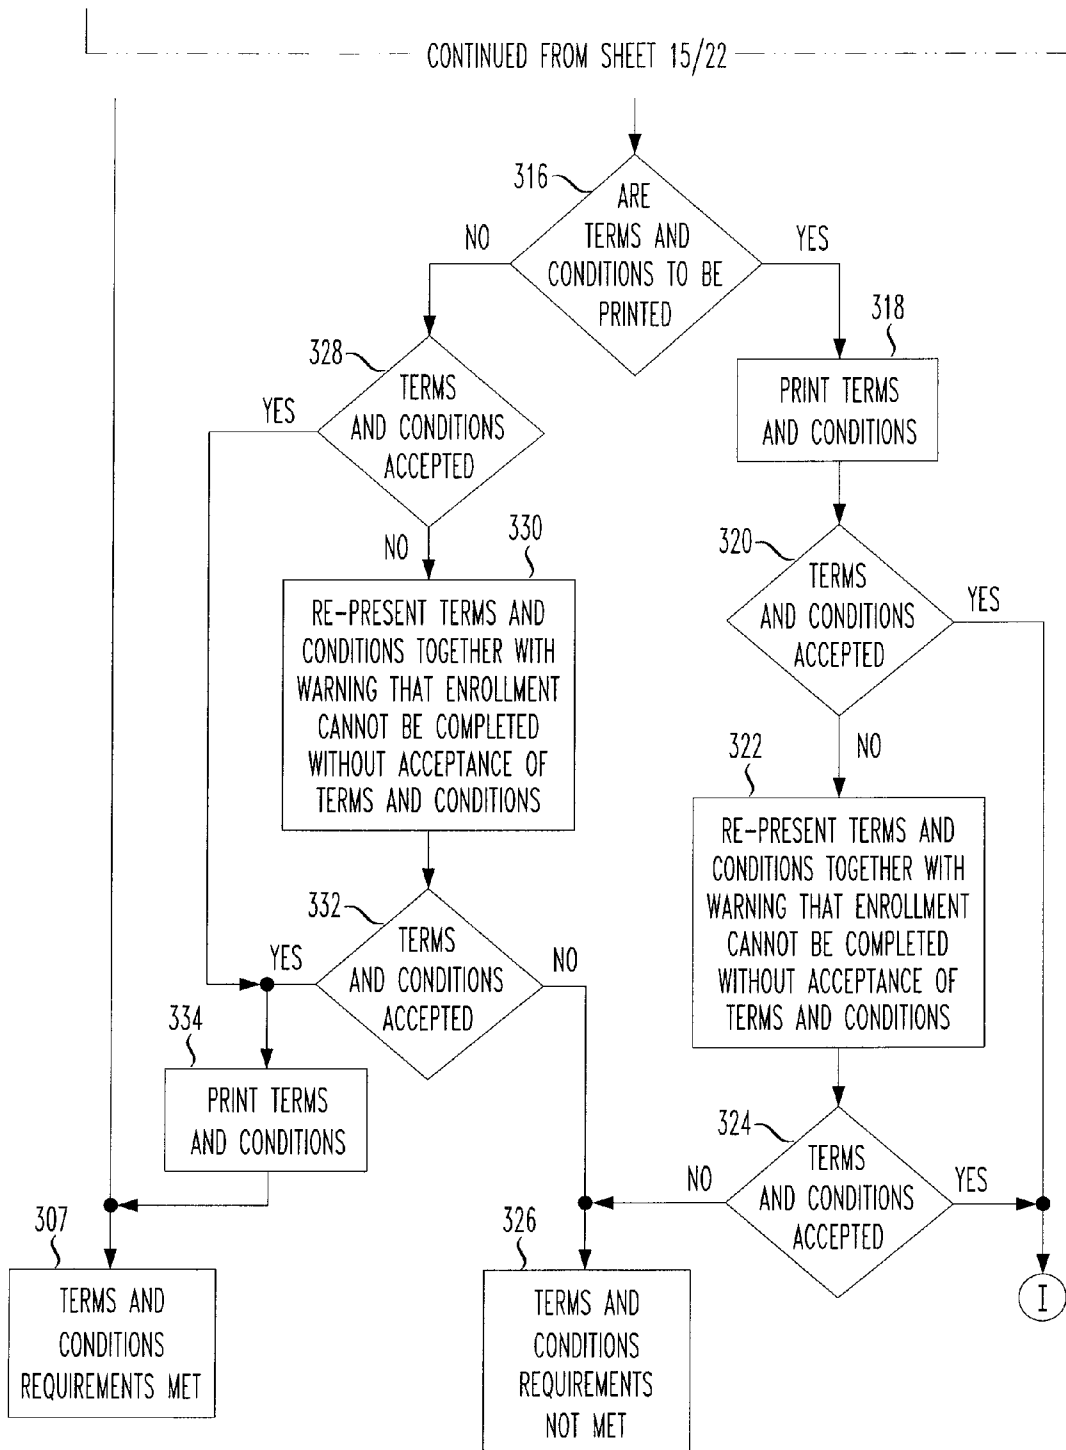 CONTINUED FROM SHEET 15/22
316
ARE
TERMS AND
CONDITIONS TO BE
PRINTED
NO
YES
318
PRINT TERMS
AND CONDITIONS
328
TERMS
AND CONDITIONS
ACCEPTED
YES
NO
330
RE-PRESENT TERMS AND
CONDITIONS TOGETHER WITH
WARNING THAT ENROLLMENT
CANNOT BE COMPLETED
WITHOUT ACCEPTANCE OF
TERMS AND CONDITIONS
320
TERMS
AND CONDITIONS
ACCEPTED
YES
NO
322
RE-PRESENT TERMS AND
CONDITIONS TOGETHER WITH
WARNING THAT ENROLLMENT
CANNOT BE COMPLETED
WITHOUT ACCEPTANCE OF
TERMS AND CONDITIONS
332
TERMS
AND CONDITIONS
ACCEPTED
YES
NO
334
PRINT TERMS
AND CONDITIONS
324
TERMS
AND CONDITIONS
ACCEPTED
NO
YES
307
TERMS AND
CONDITIONS
REQUIREMENTS MET
326
TERMS AND
CONDITIONS
REQUIREMENTS
NOT MET
I